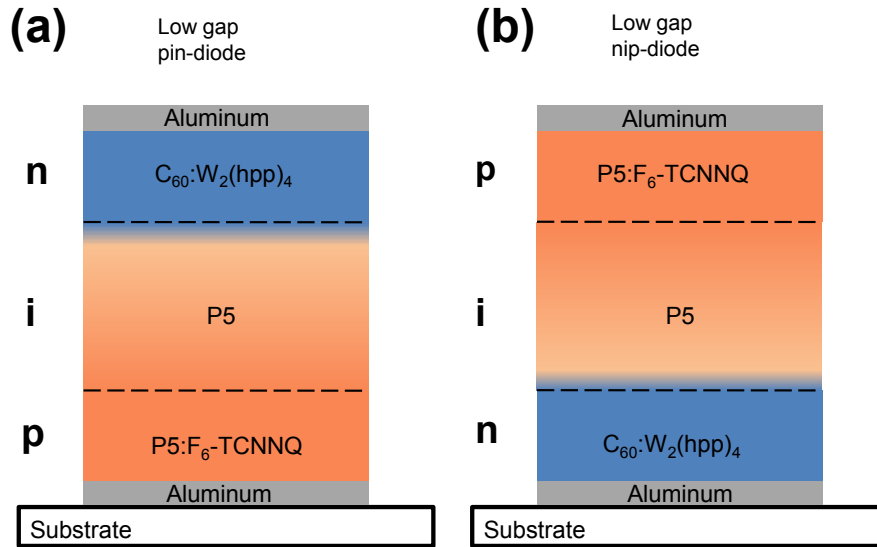 (a)
Low gap
pin-diode
Aluminum
n
C₆₀:W₂(hpp)₄
i
P5
p
P5:F₆-TCNNQ
Aluminum
Substrate
(b)
Low gap
nip-diode
Aluminum
p
P5:F₆-TCNNQ
i
P5
n
C₆₀:W₂(hpp)₄
Aluminum
Substrate